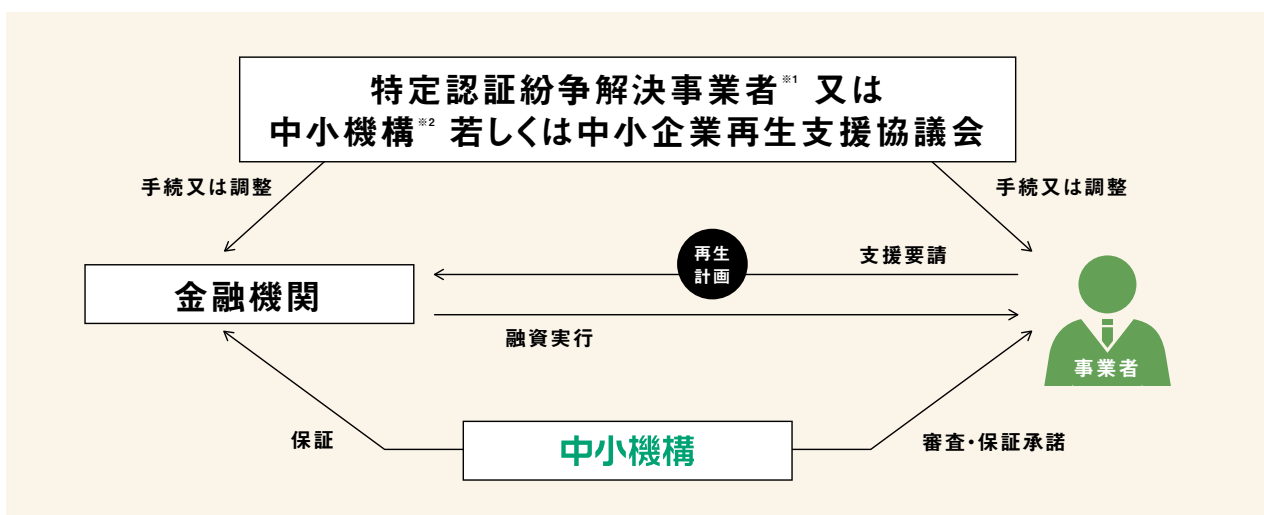 特定認証紛争解決事業者※1 又は
中小機構※2 若しくは中小企業再生支援協議会
手続又は調整
手続又は調整
再生
計画
支援要請
金融機関
融資実行
事業者
保証
中小機構
審査・保証承諾